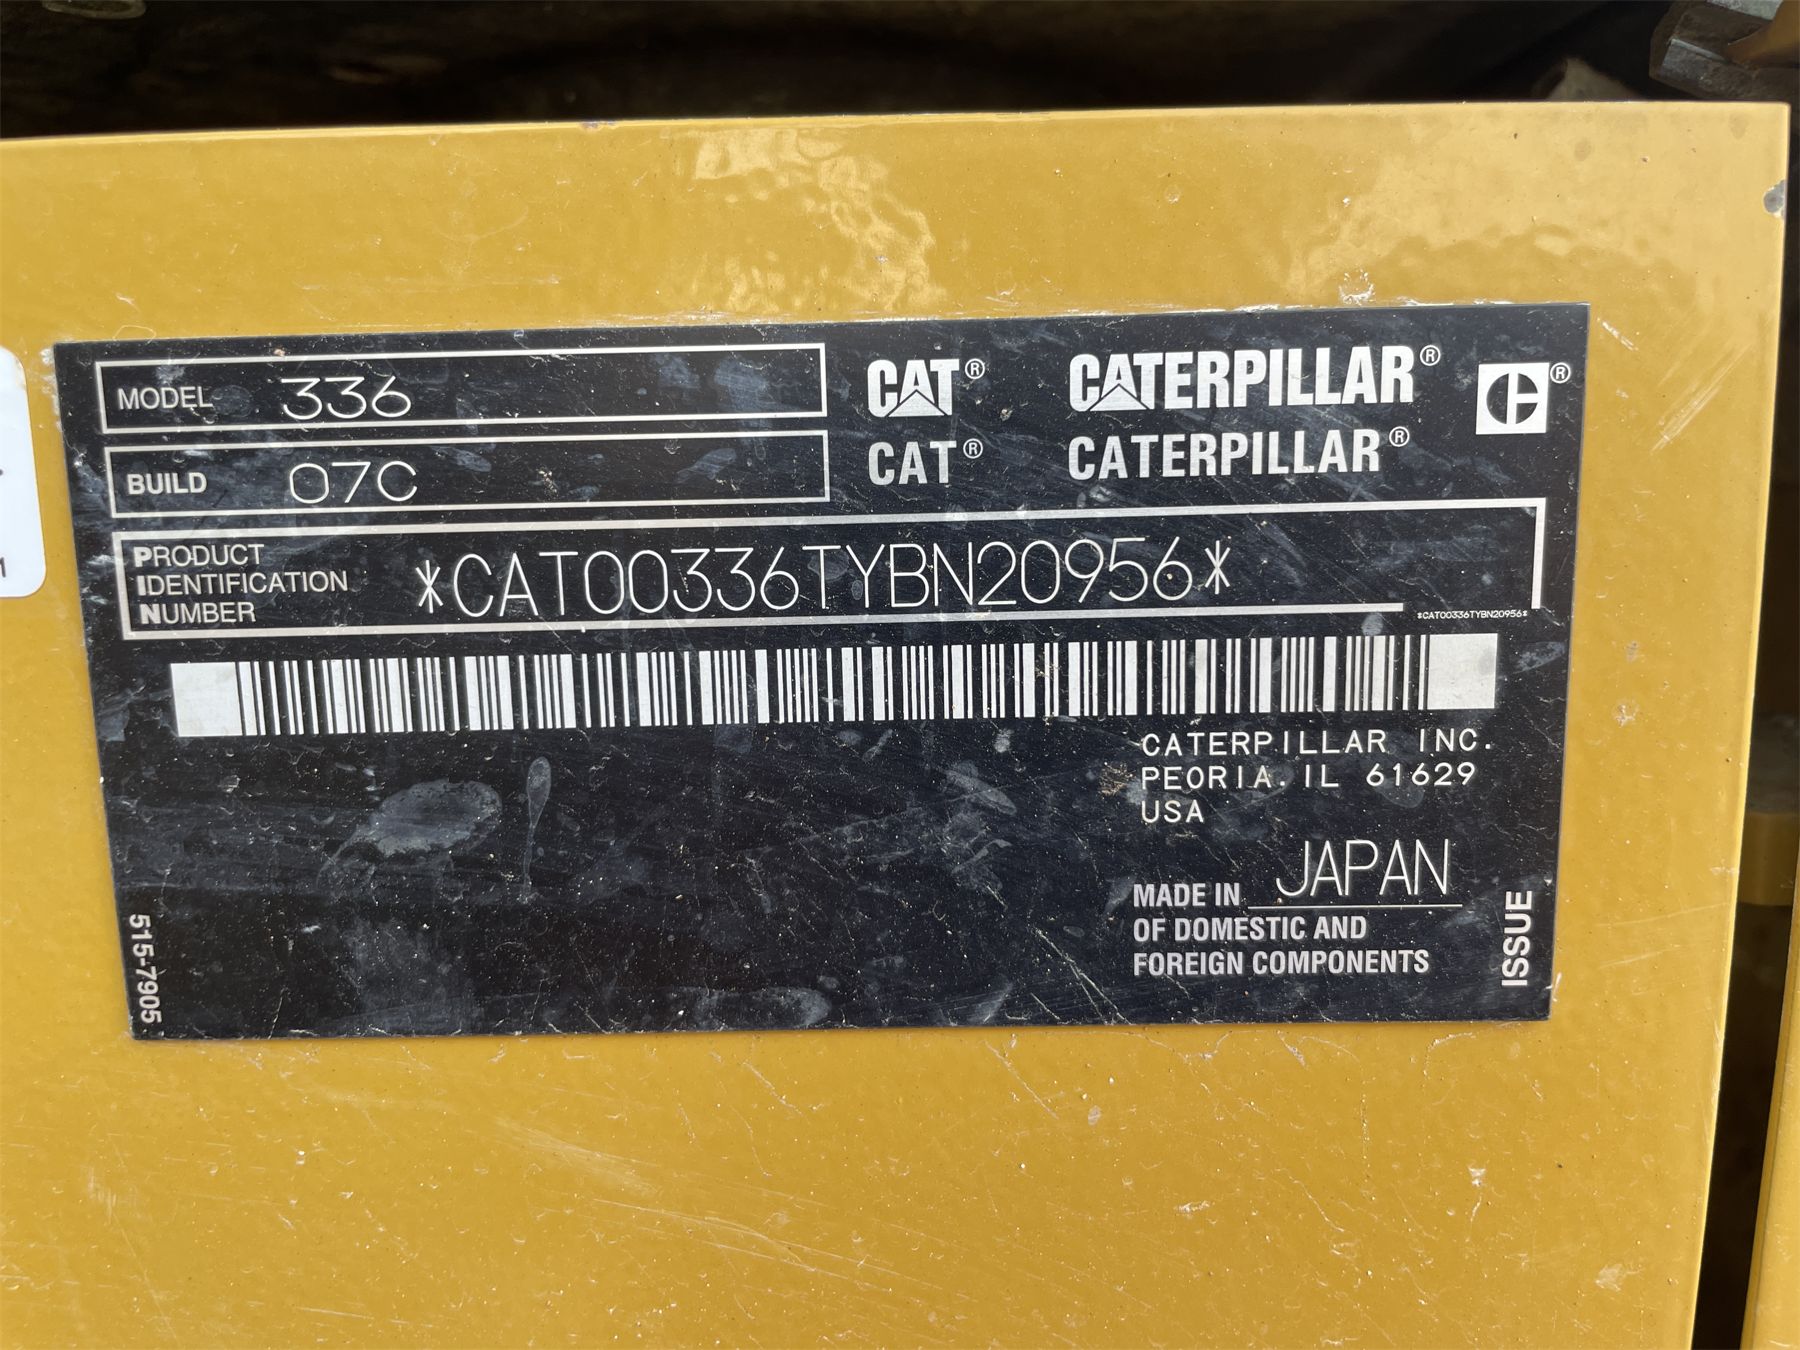 MODEL 336
BUILD 07C
CAT® CATERPILLAR® ®
CAT® CATERPILLAR®
PRODUCT
IDENTIFICATION
NUMBER
*CAT00336TYBN20956*
*CAT00336TYBN20956*
CATERPILLAR INC.
PEORIA, IL 61629
USA
MADE IN JAPAN
OF DOMESTIC AND
FOREIGN COMPONENTS
515-7905
ISSUE